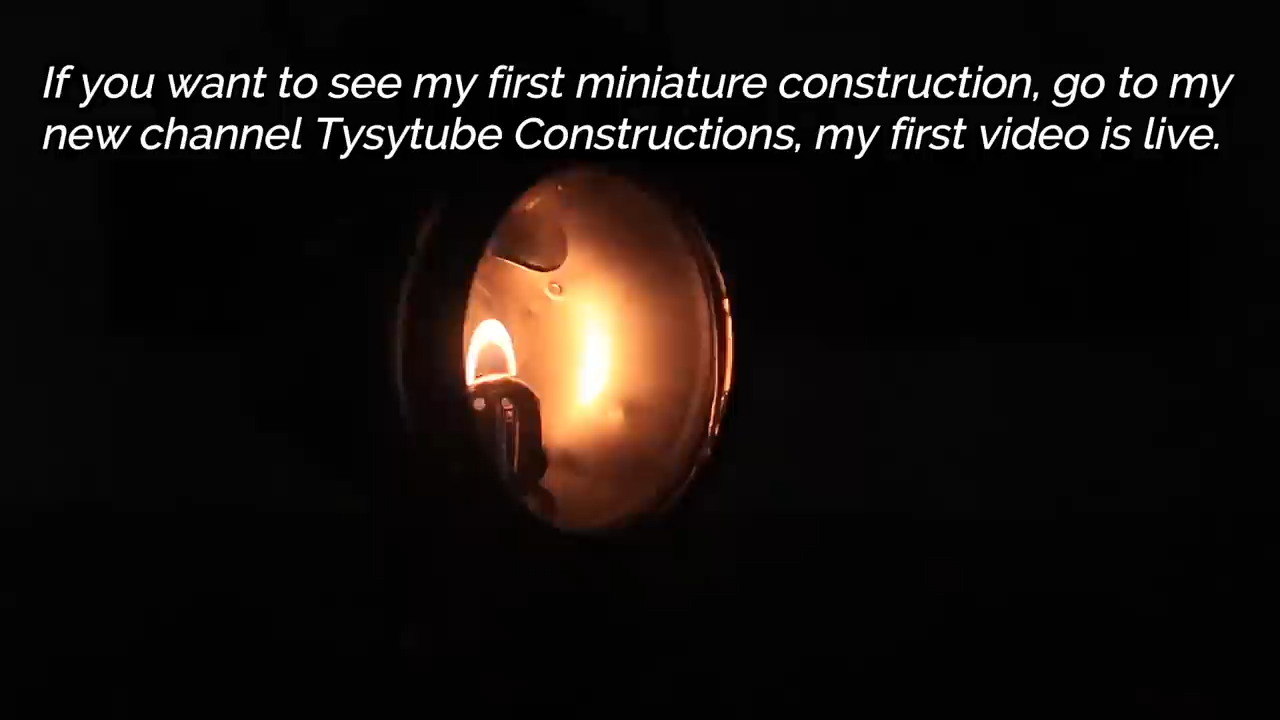 If you want to see my first miniature construction, go to my
new channel Tysytube Constructions, my first video is live.